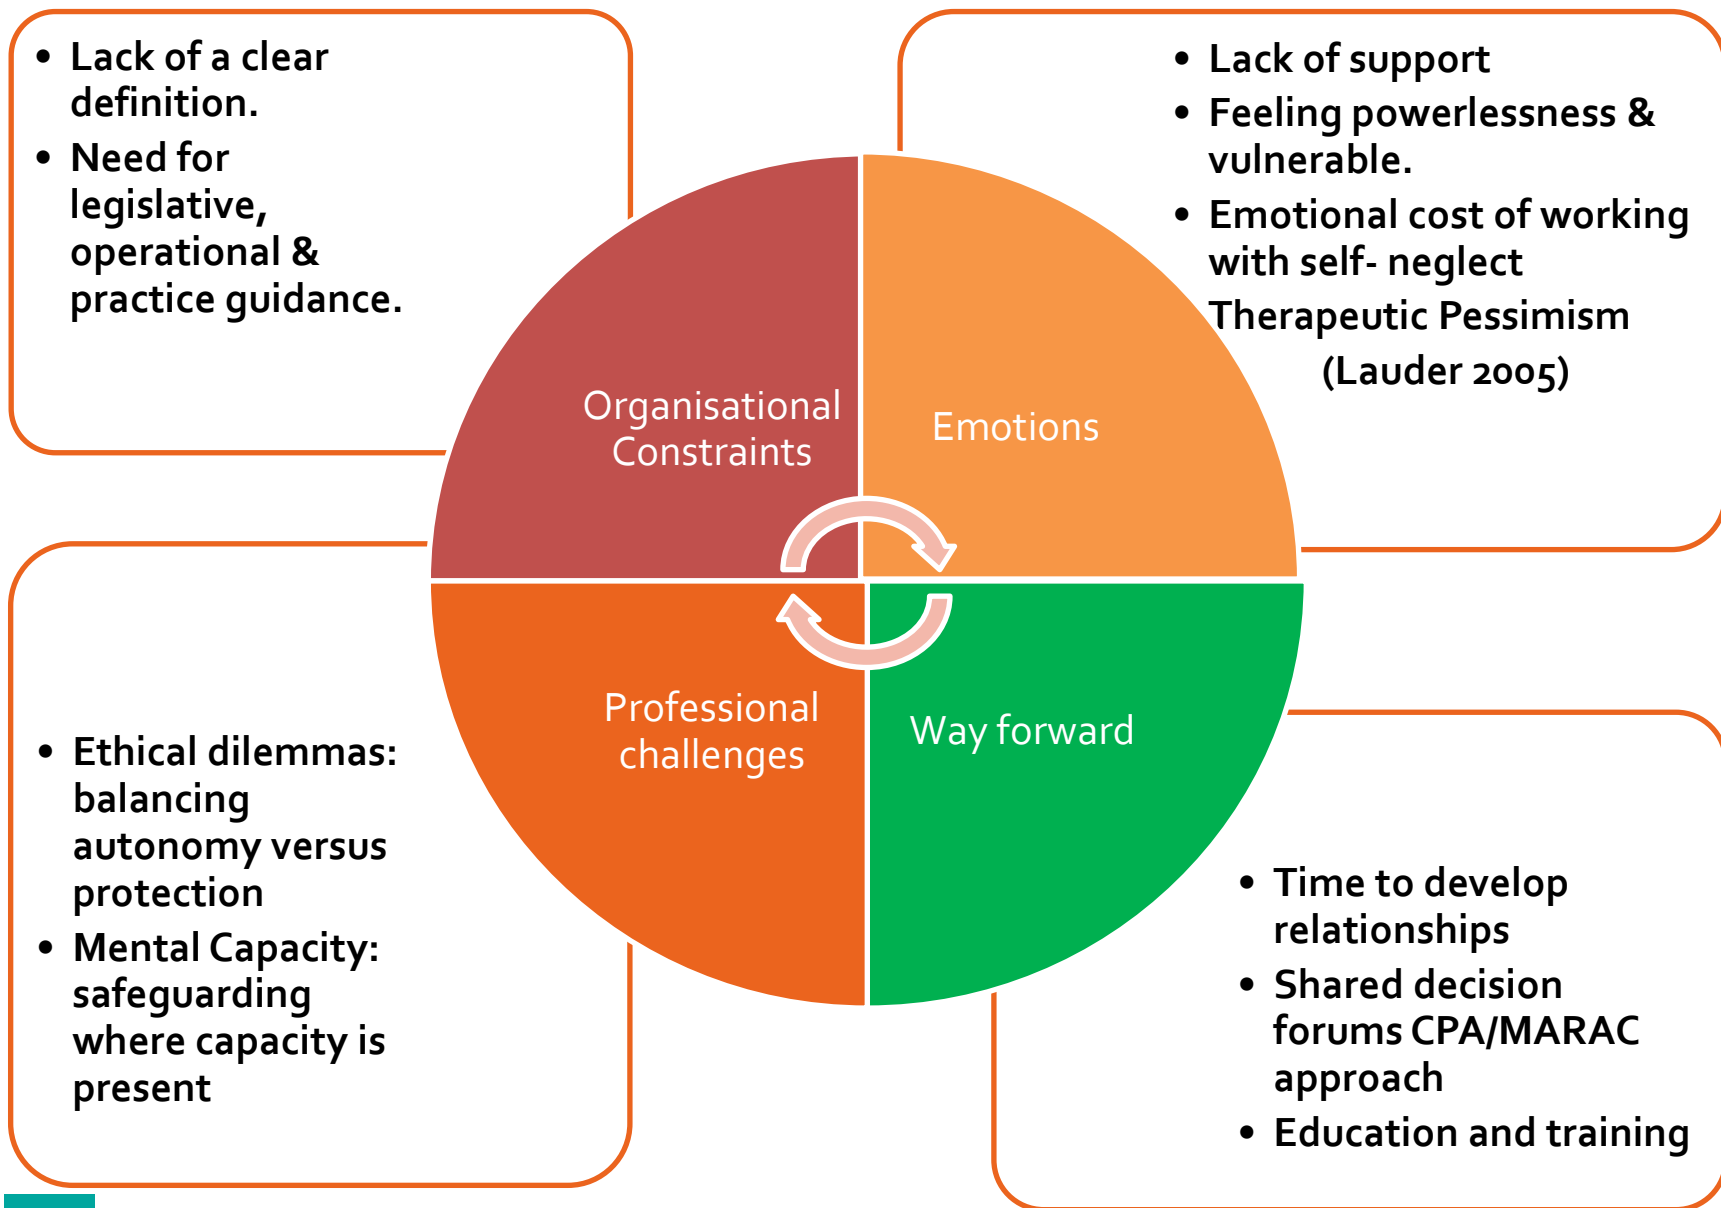 • Lack of a clear
definition.
• Need for
legislative,
operational &
practice guidance.
• Lack of support
• Feeling powerlessness &
vulnerable.
• Emotional cost of working
with self- neglect
Therapeutic Pessimism
(Lauder 2005)
Organisational
Constraints
Emotions
Professional
challenges
Way forward
• Ethical dilemmas:
balancing
autonomy versus
protection
• Mental Capacity:
safeguarding
where capacity is
present
• Time to develop
relationships
• Shared decision
forums CPA/MARAC
approach
• Education and training